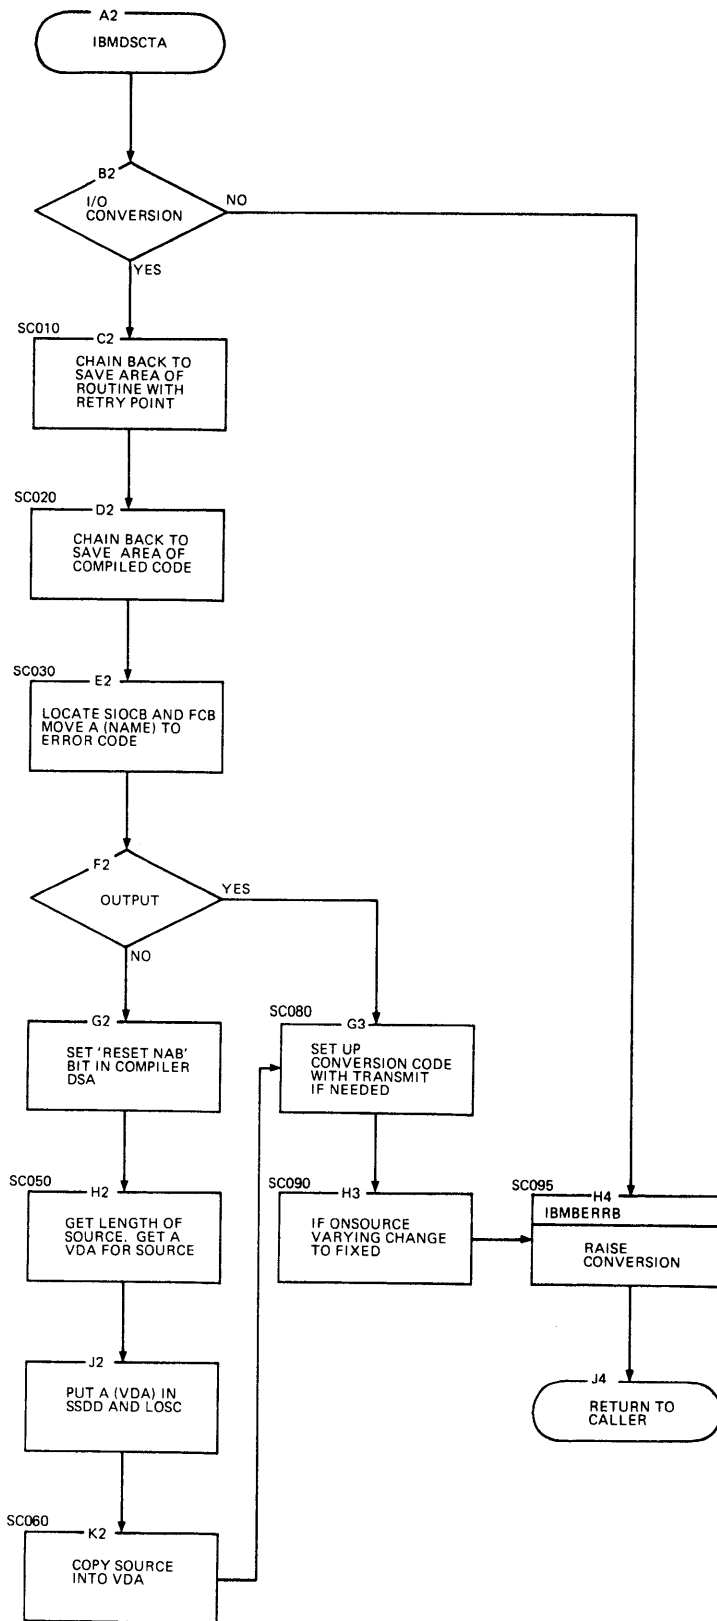 A2
IBMDSCTA
B2
I/O
CONVERSION
NO
YES
SC010
C2
CHAIN BACK TO
SAVE AREA OF
ROUTINE WITH
RETRY POINT
SC020
D2
CHAIN BACK TO
SAVE AREA OF
COMPILED CODE
SC030
E2
LOCATE SIOCB AND FCB
MOVE A (NAME) TO
ERROR CODE
F2
OUTPUT
YES
NO
G2
SET 'RESET NAB'
BIT IN COMPILER
DSA
SC080
G3
SET UP
CONVERSION CODE
WITH TRANSMIT
IF NEEDED
SC050
H2
GET LENGTH OF
SOURCE. GET A
VDA FOR SOURCE
SC090
H3
IF ONSOURCE
VARYING CHANGE
TO FIXED
SC095
H4
IBMBERRB
RAISE
CONVERSION
J2
PUT A (VDA) IN
SSDD AND LOSC
J4
RETURN TO
CALLER
SC060
K2
COPY SOURCE
INTO VDA